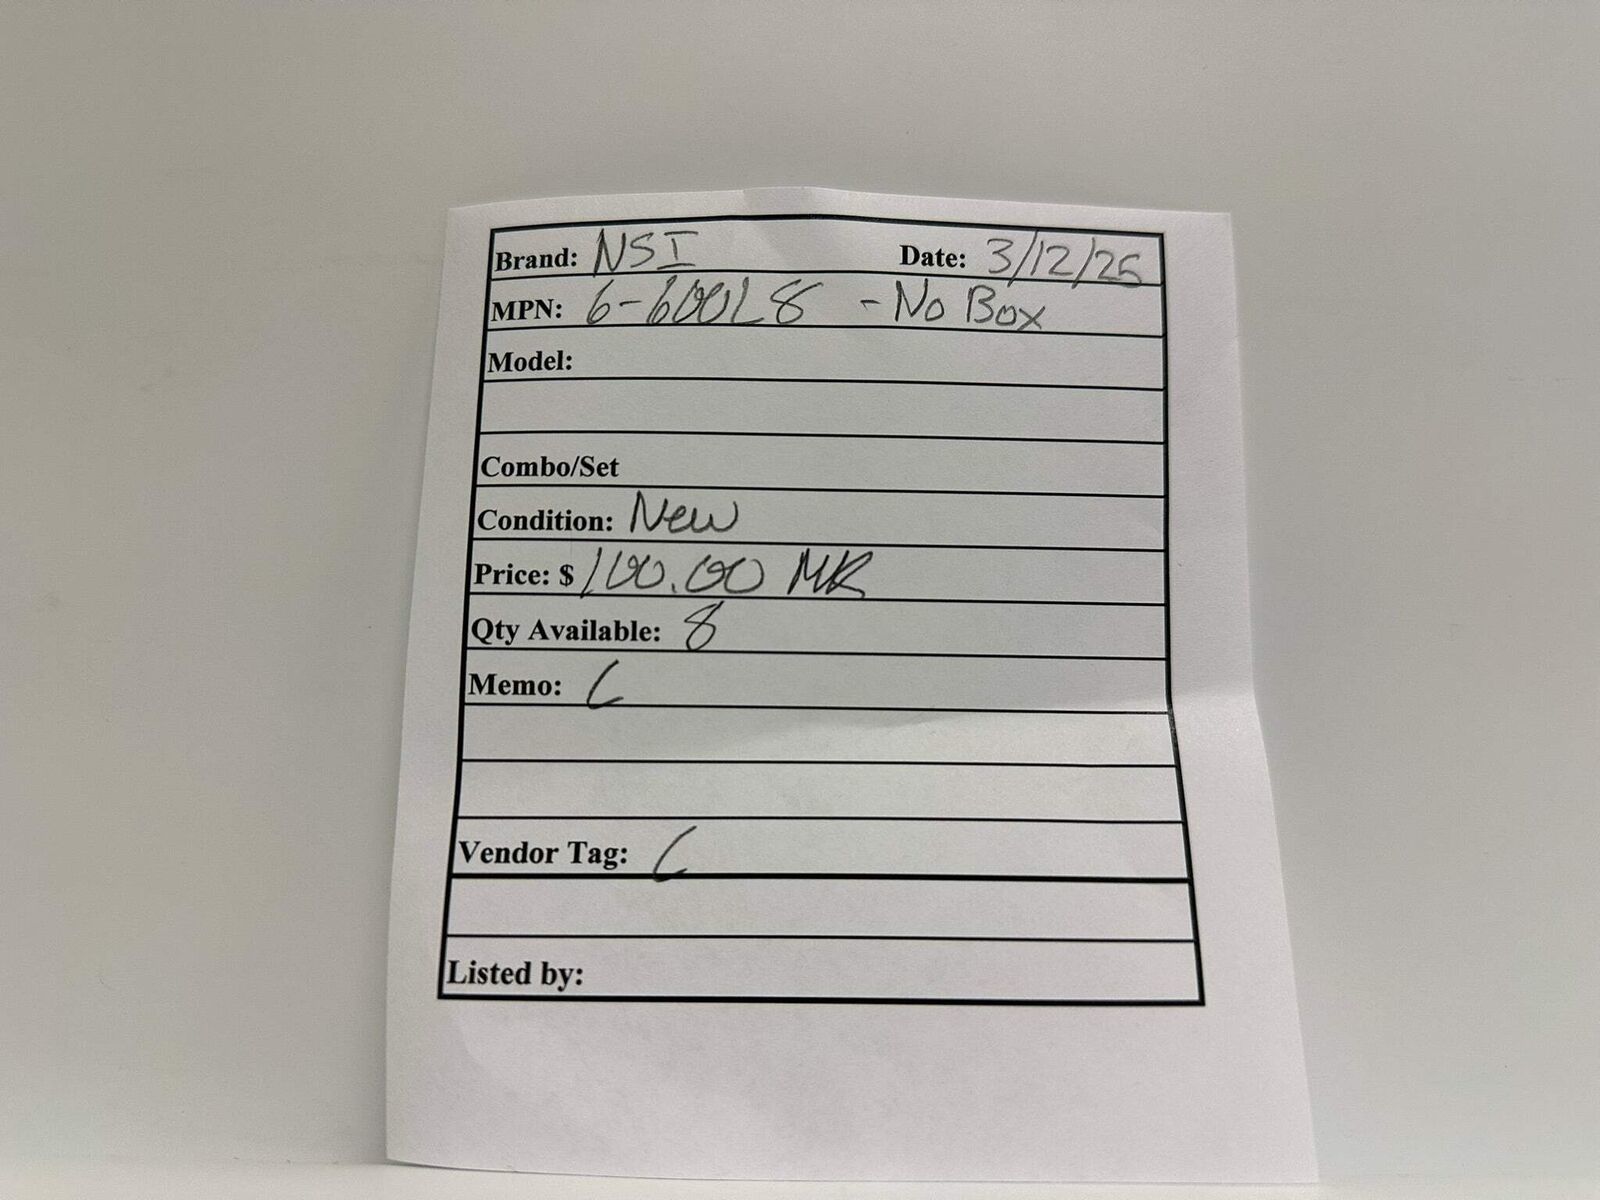 Brand: NSI Date: 3/12/25
MPN: 6-600L8 - No Box
Model:
Combo/Set
Condition: New
Price: $ 100.00 MR
Qty Available: 8
Memo: C
Vendor Tag: C
Listed by: